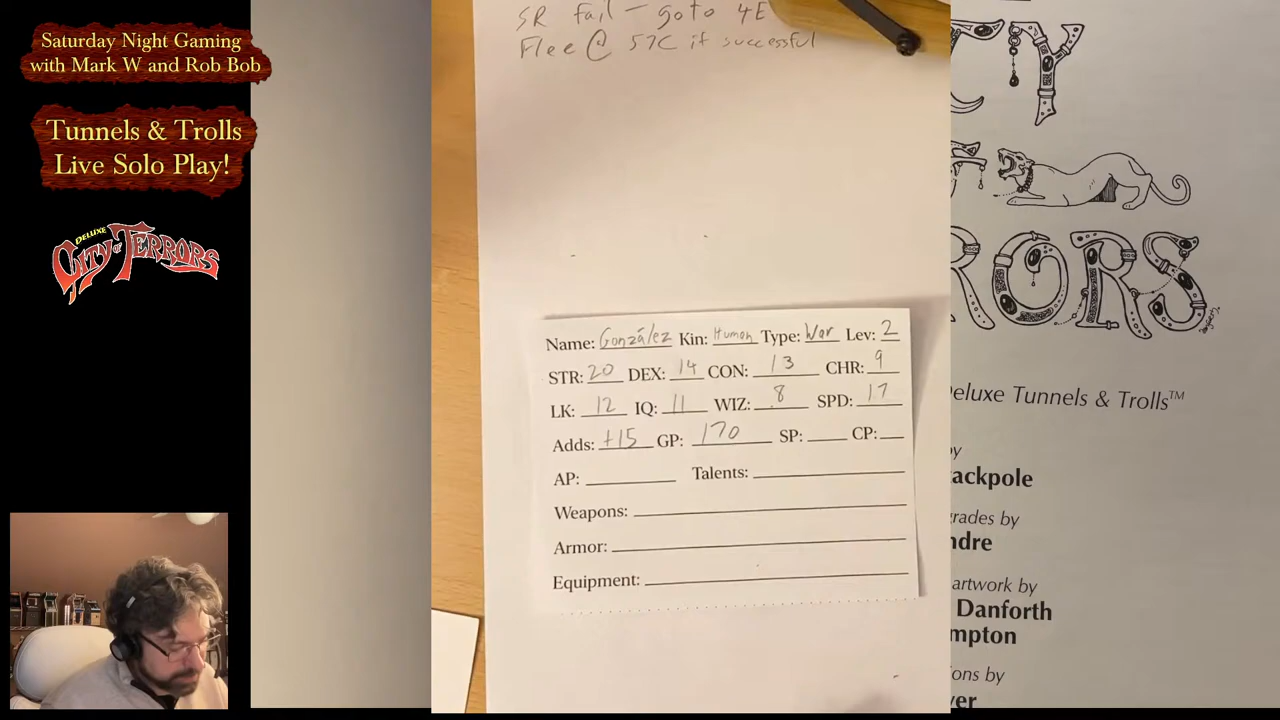 Saturday Night Gaming
with Mark W and Rob Bob
Tunnels & Trolls
Live Solo Play!
DELUXE
CITY OF TERRORS
SR fail — goto 4E
Flee @ 57C if successful
Name: González Kin: Human Type: War Lev: 2
STR: 20 DEX: 14 CON: 13 CHR: 9
LK: 12 IQ: 11 WIZ: 8 SPD: 17
Adds: +15 GP: 170 SP: CP:
AP: Talents:
Weapons:
Armor:
Equipment:
TY
RORS
eluxe Tunnels & Trolls™
y
ackpole
rades by
ndre
artwork by
Danforth
mpton
ons by
ver